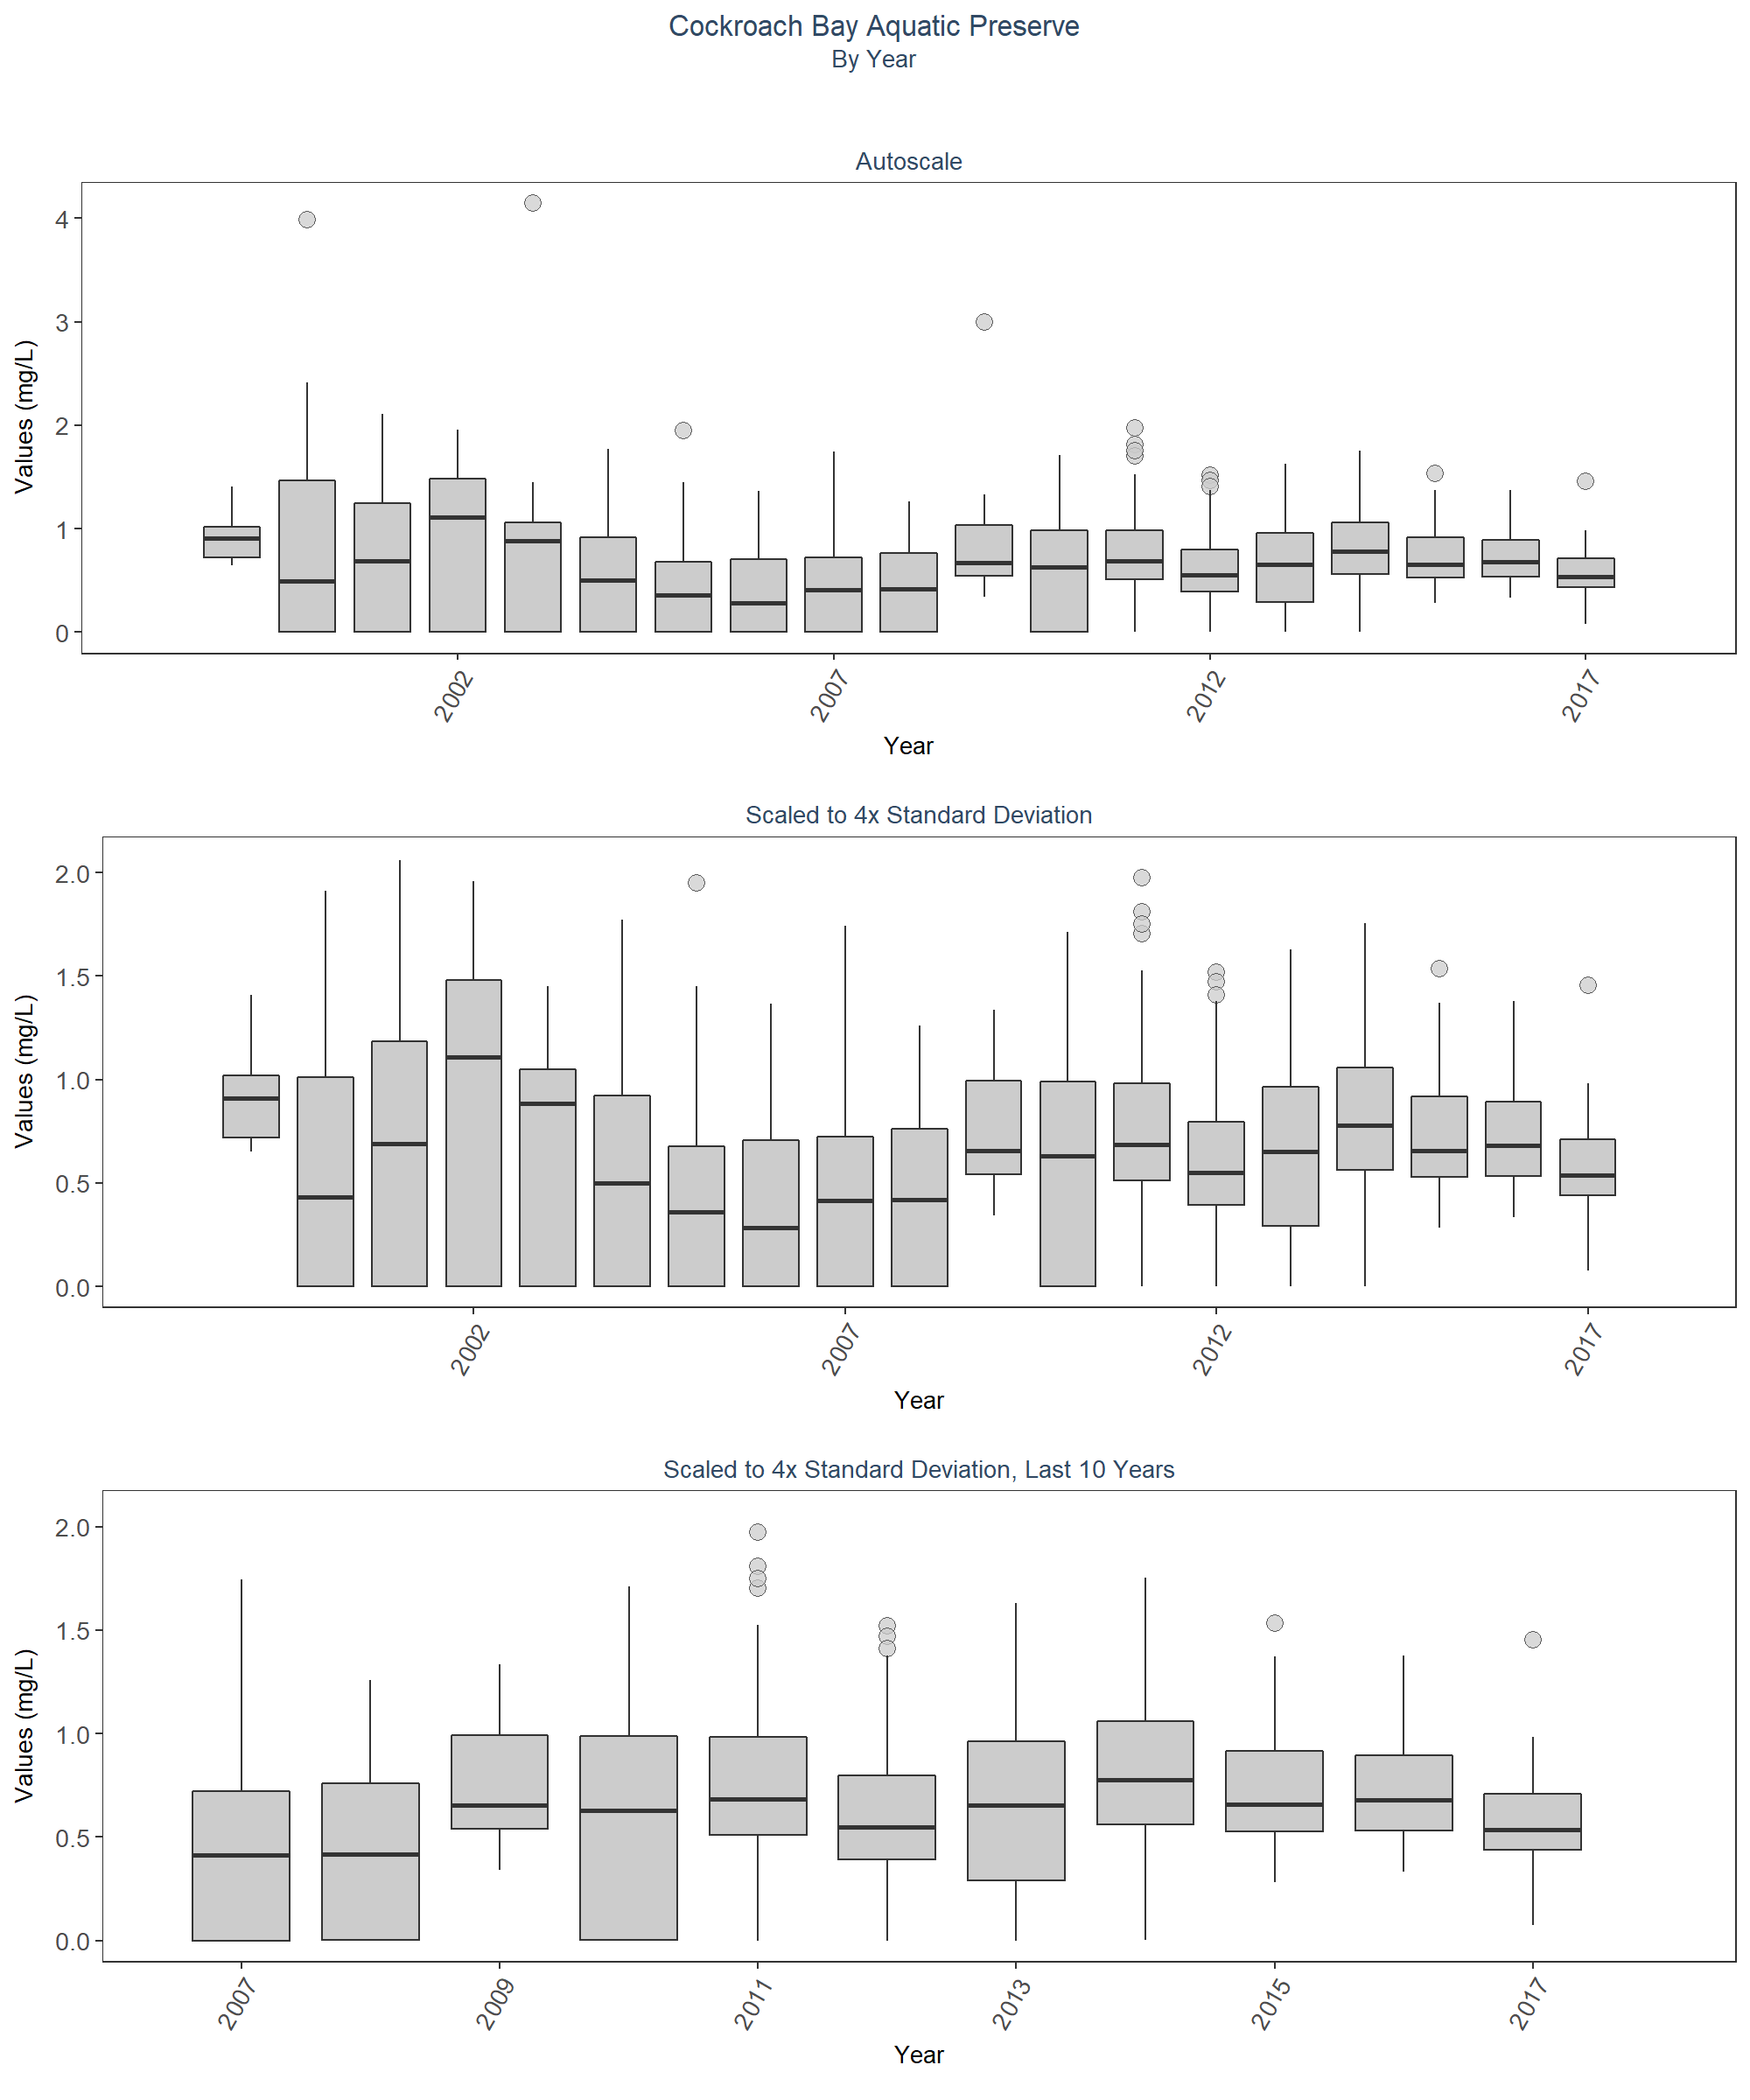 Cockroach Bay Aquatic Preserve
By Year
Autoscale
Values (mg/L)
4
3
2
1
0
2002 2007 2012 2017
Year
Scaled to 4x Standard Deviation
Values (mg/L)
2.0
1.5
1.0
0.5
0.0
2002 2007 2012 2017
Year
Scaled to 4x Standard Deviation, Last 10 Years
Values (mg/L)
2.0
1.5
1.0
0.5
0.0
2007 2009 2011 2013 2015 2017
Year